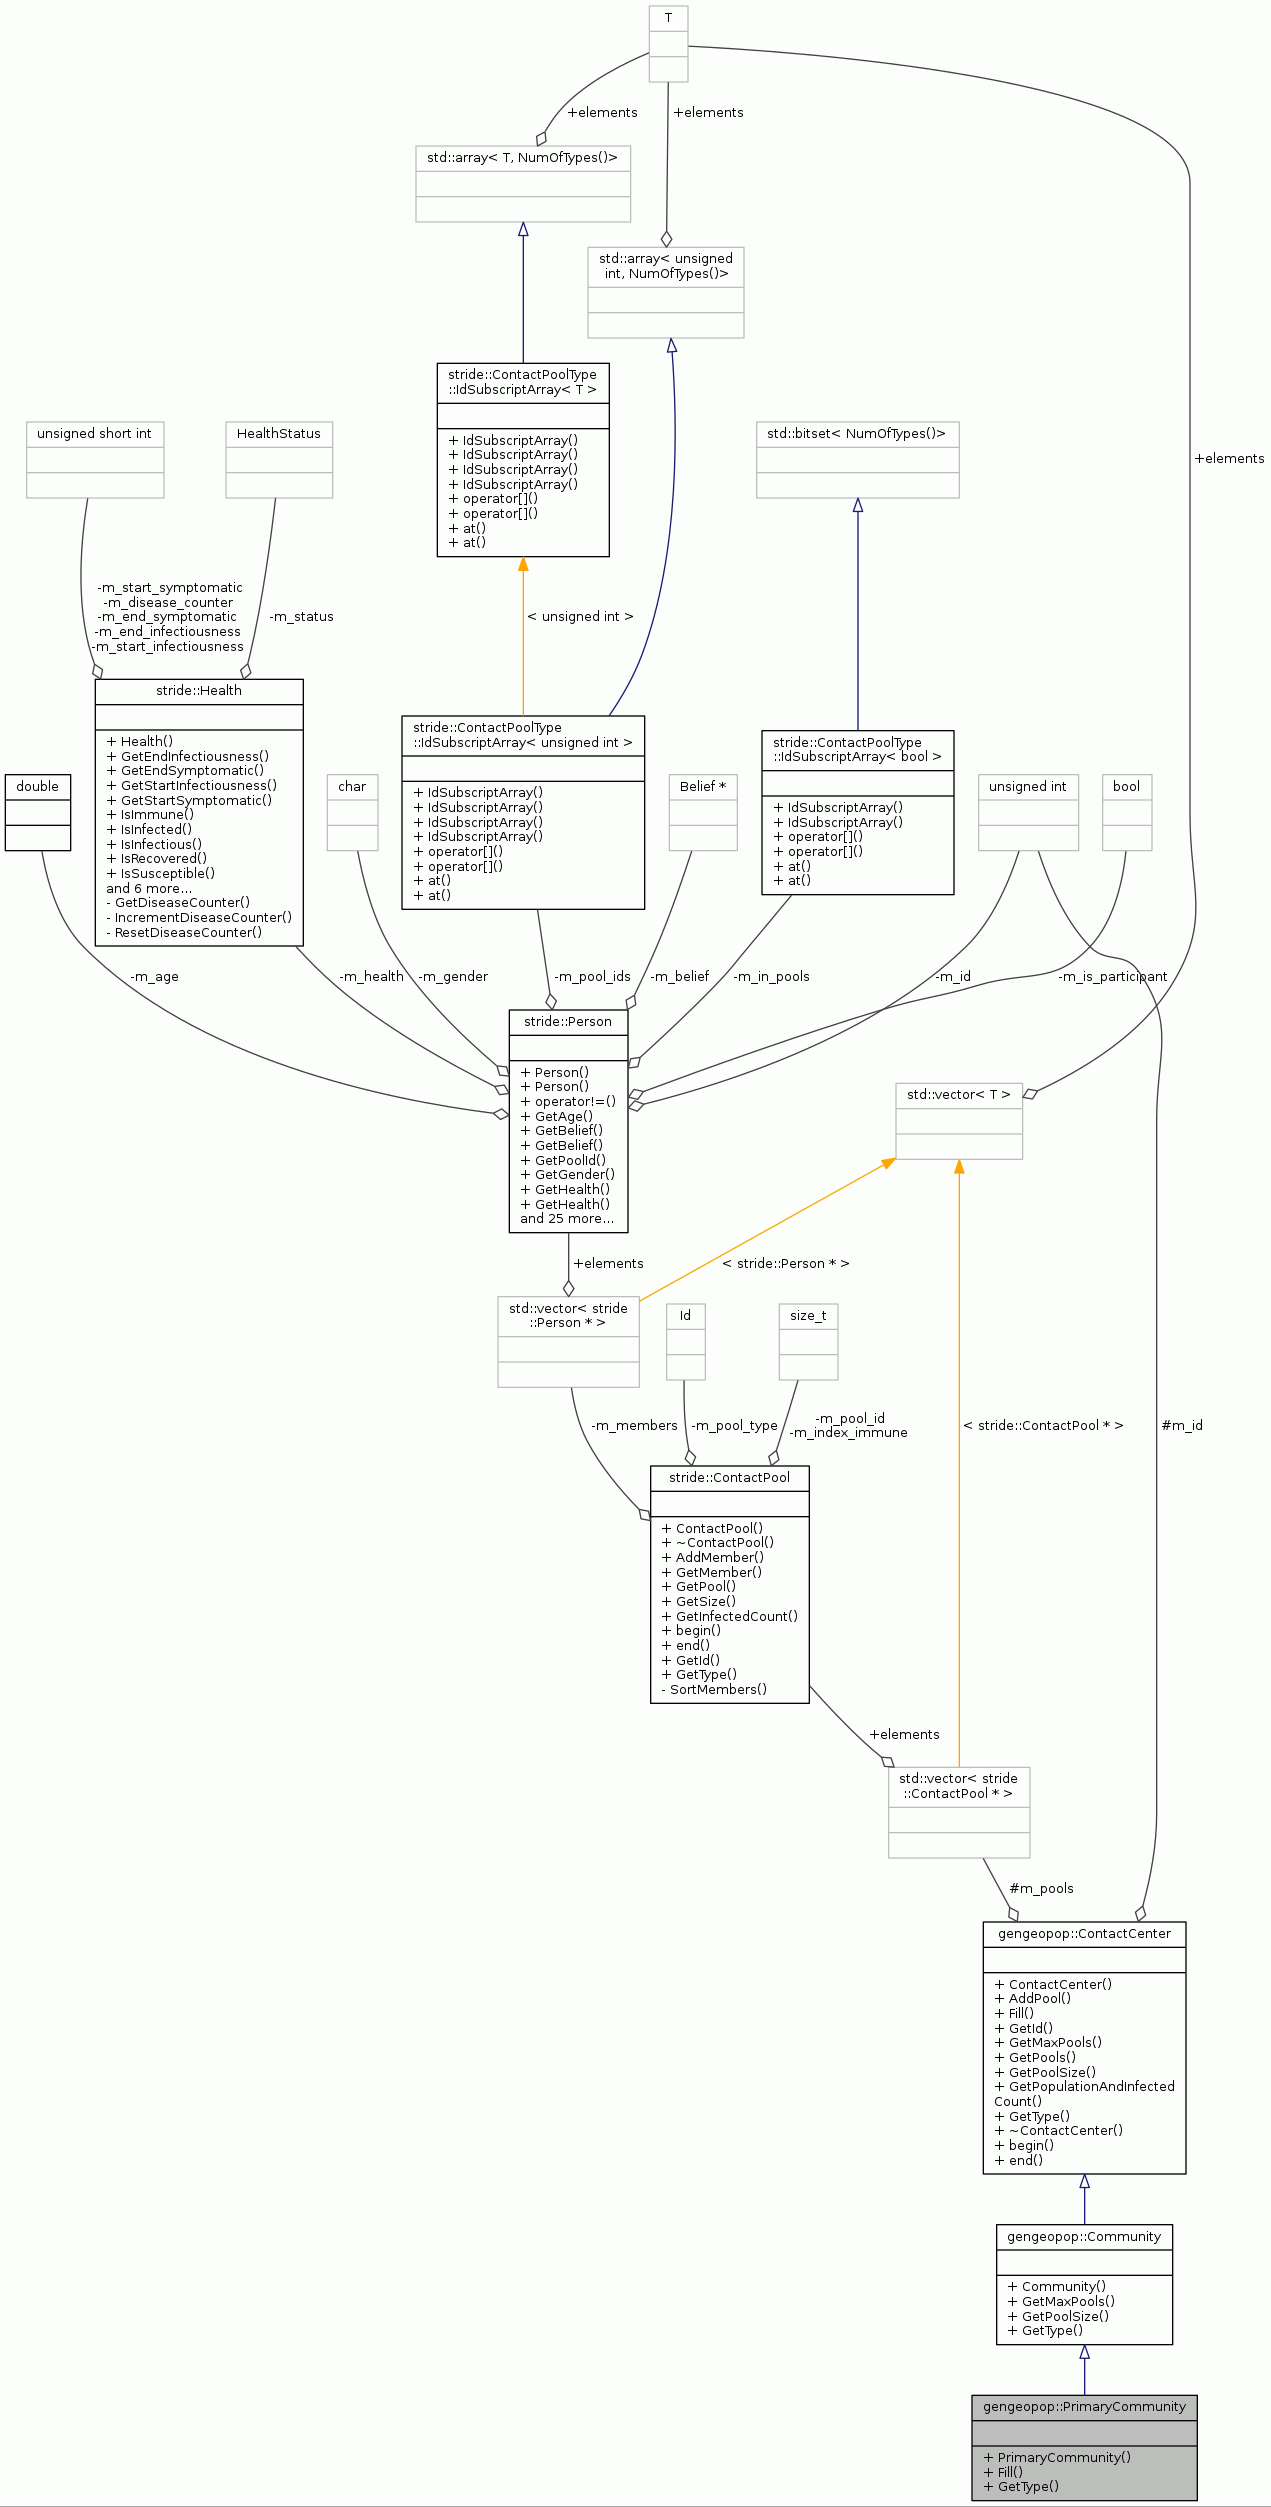 T
+elements
+elements
std::array< T, NumOfTypes()>
std::array< unsigned
int, NumOfTypes()>
stride::ContactPoolType
::IdSubscriptArray< T >
+ IdSubscriptArray()
+ IdSubscriptArray()
+ IdSubscriptArray()
+ IdSubscriptArray()
+ operator[]()
+ operator[]()
+ at()
+ at()
unsigned short int
HealthStatus
std::bitset< NumOfTypes()>
+elements
-m_start_symptomatic
-m_disease_counter
-m_end_symptomatic
-m_end_infectiousness
-m_start_infectiousness
-m_status
< unsigned int >
stride::Health
+ Health()
+ GetEndInfectiousness()
+ GetEndSymptomatic()
+ GetStartInfectiousness()
+ GetStartSymptomatic()
+ IsImmune()
+ IsInfected()
+ IsInfectious()
+ IsRecovered()
+ IsSusceptible()
and 6 more...
- GetDiseaseCounter()
- IncrementDiseaseCounter()
- ResetDiseaseCounter()
double
char
stride::ContactPoolType
::IdSubscriptArray< unsigned int >
+ IdSubscriptArray()
+ IdSubscriptArray()
+ IdSubscriptArray()
+ IdSubscriptArray()
+ operator[]()
+ operator[]()
+ at()
+ at()
Belief *
stride::ContactPoolType
::IdSubscriptArray< bool >
+ IdSubscriptArray()
+ IdSubscriptArray()
+ operator[]()
+ operator[]()
+ at()
+ at()
unsigned int
bool
-m_age
-m_health
-m_gender
-m_pool_ids
-m_belief
-m_in_pools
-m_id
-m_is_participant
stride::Person
+ Person()
+ Person()
+ operator!=()
+ GetAge()
+ GetBelief()
+ GetBelief()
+ GetPoolId()
+ GetGender()
+ GetHealth()
+ GetHealth()
and 25 more...
std::vector< T >
+elements
< stride::Person * >
std::vector< stride
::Person * >
Id
size_t
-m_members
-m_pool_type
-m_pool_id
-m_index_immune
< stride::ContactPool * >
#m_id
stride::ContactPool
+ ContactPool()
+ ~ContactPool()
+ AddMember()
+ GetMember()
+ GetPool()
+ GetSize()
+ GetInfectedCount()
+ begin()
+ end()
+ GetId()
+ GetType()
- SortMembers()
+elements
std::vector< stride
::ContactPool * >
#m_pools
gengeopop::ContactCenter
+ ContactCenter()
+ AddPool()
+ Fill()
+ GetId()
+ GetMaxPools()
+ GetPools()
+ GetPoolSize()
+ GetPopulationAndInfected
Count()
+ GetType()
+ ~ContactCenter()
+ begin()
+ end()
gengeopop::Community
+ Community()
+ GetMaxPools()
+ GetPoolSize()
+ GetType()
gengeopop::PrimaryCommunity
+ PrimaryCommunity()
+ Fill()
+ GetType()